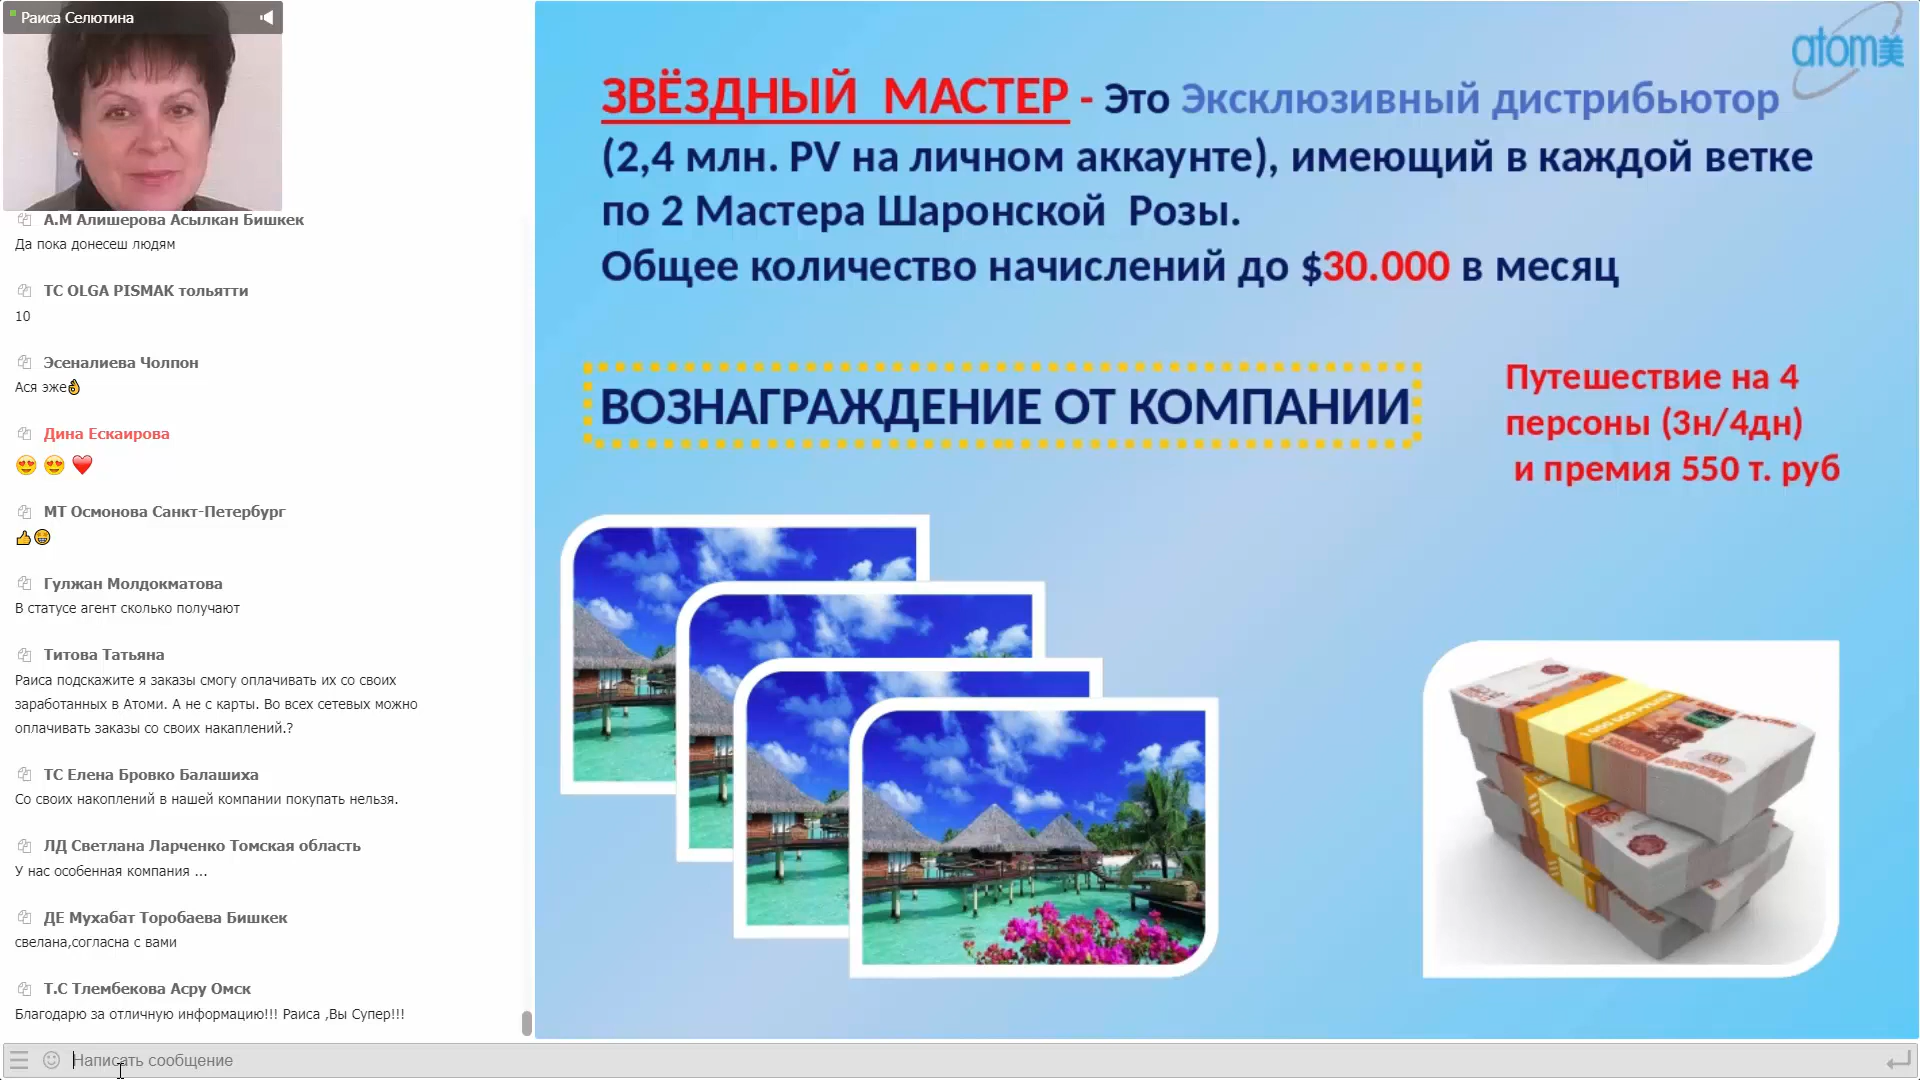 Раиса Селютина
А.М Алишерова Асылкан Бишкек
Да пока донесеш людям
ТС OLGA PISMAK тольятти
10
Эсеналиева Чолпон
Ася эже👌
Дина Ескаирова
😍 😍 ❤️
МТ Осмонова Санкт-Петербург
👍😁
Гулжан Молдокматова
В статусе агент сколько получают
Титова Татьяна
Раиса подскажите я заказы смогу оплачивать их со своих
заработанных в Атоми. А не с карты. Во всех сетевых можно
оплачивать заказы со своих накаплений.?
ТС Елена Бровко Балашиха
Со своих накоплений в нашей компании покупать нельзя.
ЛД Светлана Ларченко Томская область
У нас особенная компания ...
ДЕ Мухабат Торобаева Бишкек
свелана,согласна с вами
Т.С Тлембекова Асру Омск
Благодарю за отличную информацию!!! Раиса ,Вы Супер!!!
Написать сообщение
atom美
ЗВЁЗДНЫЙ МАСТЕР - Это Эксклюзивный дистрибьютор
(2,4 млн. PV на личном аккаунте), имеющий в каждой ветке
по 2 Мастера Шаронской Розы.
Общее количество начислений до $30.000 в месяц
ВОЗНАГРАЖДЕНИЕ ОТ КОМПАНИИ
Путешествие на 4
персоны (3н/4дн)
и премия 550 т. руб